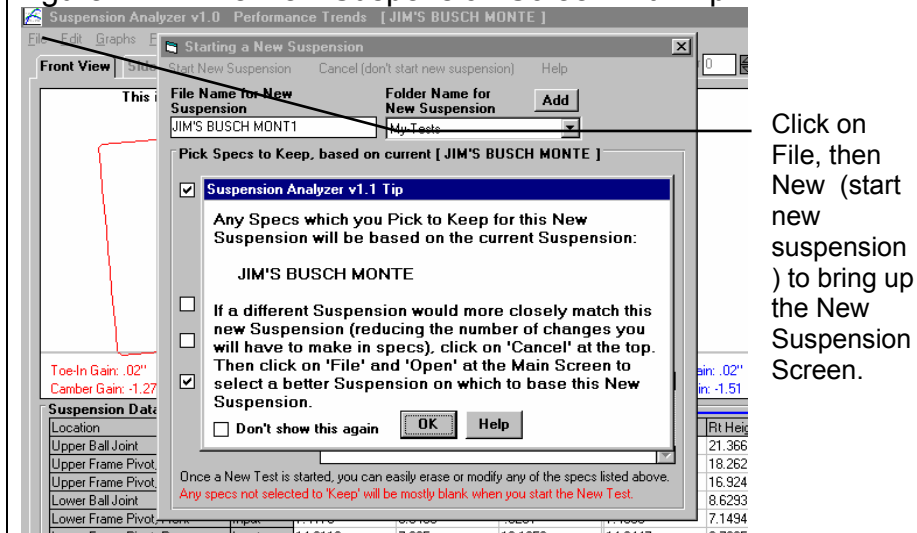 Suspension Analyzer v1.0 Performance Trends [ JIM'S BUSCH MONTE ]
File Edit Graphs
Front View
This i
Starting a New Suspension
Start New Suspension Cancel (don't start new suspension) Help
File Name for New Suspension
Folder Name for New Suspension
Add
JIM'S BUSCH MONT1
My-Tests
0
Pick Specs to Keep, based on current [ JIM'S BUSCH MONTE ]
Suspension Analyzer v1.1 Tip
Any Specs which you Pick to Keep for this New
Suspension will be based on the current Suspension:
JIM'S BUSCH MONTE
If a different Suspension would more closely match this
new Suspension (reducing the number of changes you
will have to make in specs), click on 'Cancel' at the top.
Then click on 'File' and 'Open' at the Main Screen to
select a better Suspension on which to base this New
Suspension.
Don't show this again
OK
Help
Once a New Test is started, you can easily erase or modify any of the specs listed above.
Any specs not selected to 'Keep' will be mostly blank when you start the New Test.
Toe-In Gain: .02"
Camber Gain: -1.27
ain: .02"
in: -1.51
Suspension Data
Location
Rt Heig
Upper Ball Joint
21.366
Upper Frame Pivot,
18.262
Upper Frame Pivot,
16.924
Lower Ball Joint
8.6293
Lower Frame Pivot,
7.1494
Click on
File, then
New (start
new
suspension
) to bring up
the New
Suspension
Screen.